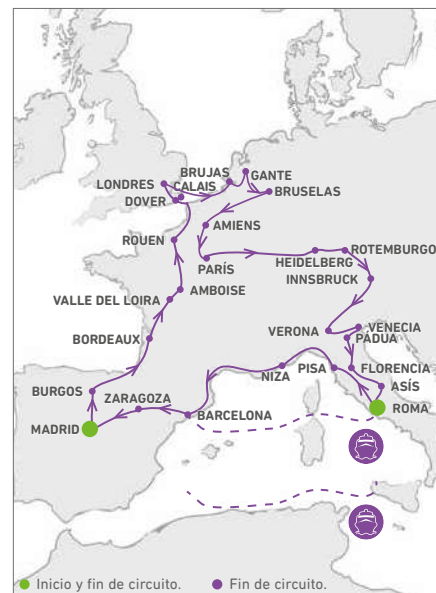 BRUJAS
GANTE
LONDRES
CALAIS
BRUSELAS
DOVER
AMIENS
ROUEN
ROTEMBURGO
HEIDELBERG
PARÍS
INNSBRUCK
AMBOISE
VALLE DEL LOIRA
VERONA
VENECIA
PÁDUA
BORDEAUX
NIZA
PISA
FLORENCIA
ASÍS
BURGOS
ZARAGOZA
BARCELONA
ROMA
MADRID
Inicio y fin de circuito.
Fin de circuito.